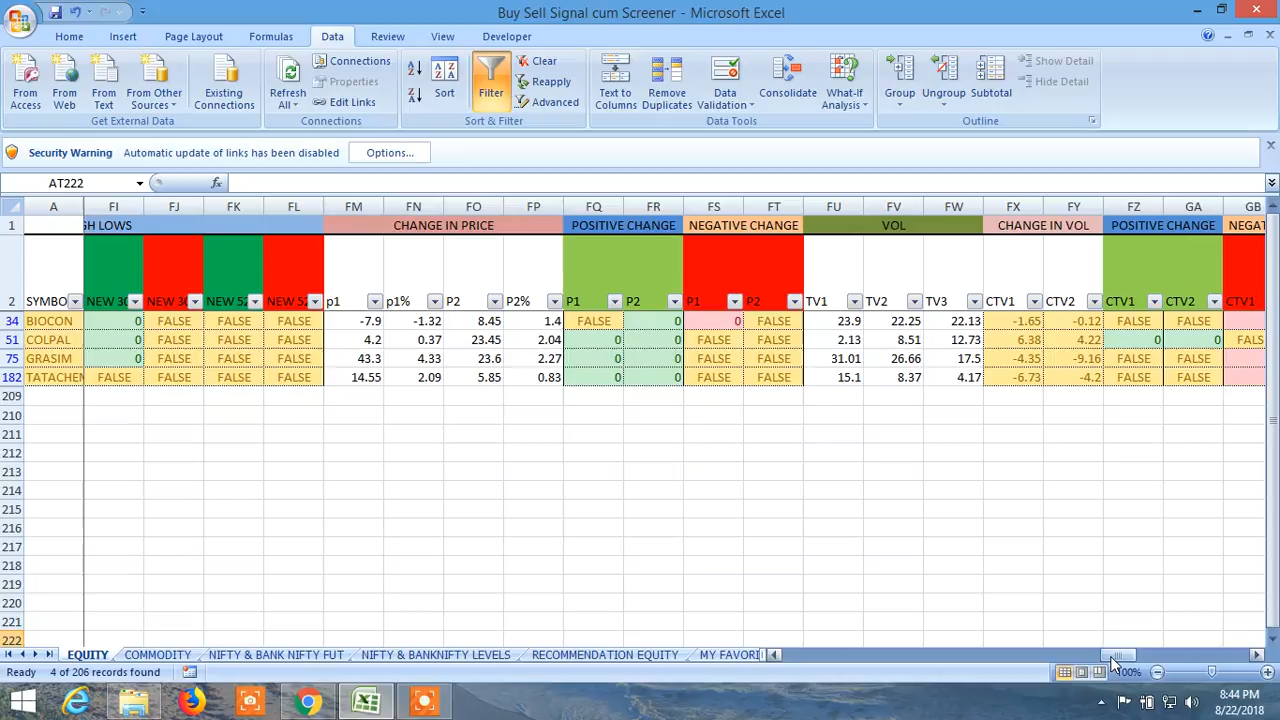 Buy Sell Signal cum Screener - Microsoft Excel
Home Insert Page Layout Formulas Data Review View Developer
From Access
From Web
From Text
From Other Sources
Existing Connections
Get External Data
Refresh All
Connections
Properties
Edit Links
Connections
Sort
Filter
Clear
Reapply
Advanced
Sort & Filter
Text to Columns
Remove Duplicates
Data Validation
Consolidate
What-If Analysis
Data Tools
Group
Ungroup
Subtotal
Show Detail
Hide Detail
Outline
Security Warning Automatic update of links has been disabled Options...
AT222 fx
A FI FJ FK FL FM FN FO FP FQ FR FS FT FU FV FW FX FY FZ GA GB
1 SH LOWS CHANGE IN PRICE POSITIVE CHANGE NEGATIVE CHANGE VOL CHANGE IN VOL POSITIVE CHANGE NEGAT
2 SYMBO NEW 30 NEW 30 NEW 52 NEW 52 p1 p1% P2 P2% P1 P2 P1 P2 TV1 TV2 TV3 CTV1 CTV2 CTV1 CTV2 CTV1
34 BIOCON 0 FALSE FALSE FALSE -7.9 -1.32 8.45 1.4 FALSE 0 0 FALSE 23.9 22.25 22.13 -1.65 -0.12 FALSE FALSE
51 COLPAL 0 FALSE FALSE FALSE 4.2 0.37 23.45 2.04 0 0 FALSE FALSE 2.13 8.51 12.73 6.38 4.22 0 0 FALS
75 GRASIM 0 FALSE FALSE FALSE 43.3 4.33 23.6 2.27 0 0 FALSE FALSE 31.01 26.66 17.5 -4.35 -9.16 FALSE FALSE
182 TATACHEM FALSE FALSE FALSE FALSE 14.55 2.09 5.85 0.83 0 0 FALSE FALSE 15.1 8.37 4.17 -6.73 -4.2 FALSE FALSE
209
210
211
212
213
214
215
216
217
218
219
220
221
222
EQUITY COMMODITY NIFTY & BANK NIFTY FUT NIFTY & BANKNIFTY LEVELS RECOMMENDATION EQUITY MY FAVORI
Ready 4 of 206 records found 100%
8:44 PM
8/22/2018